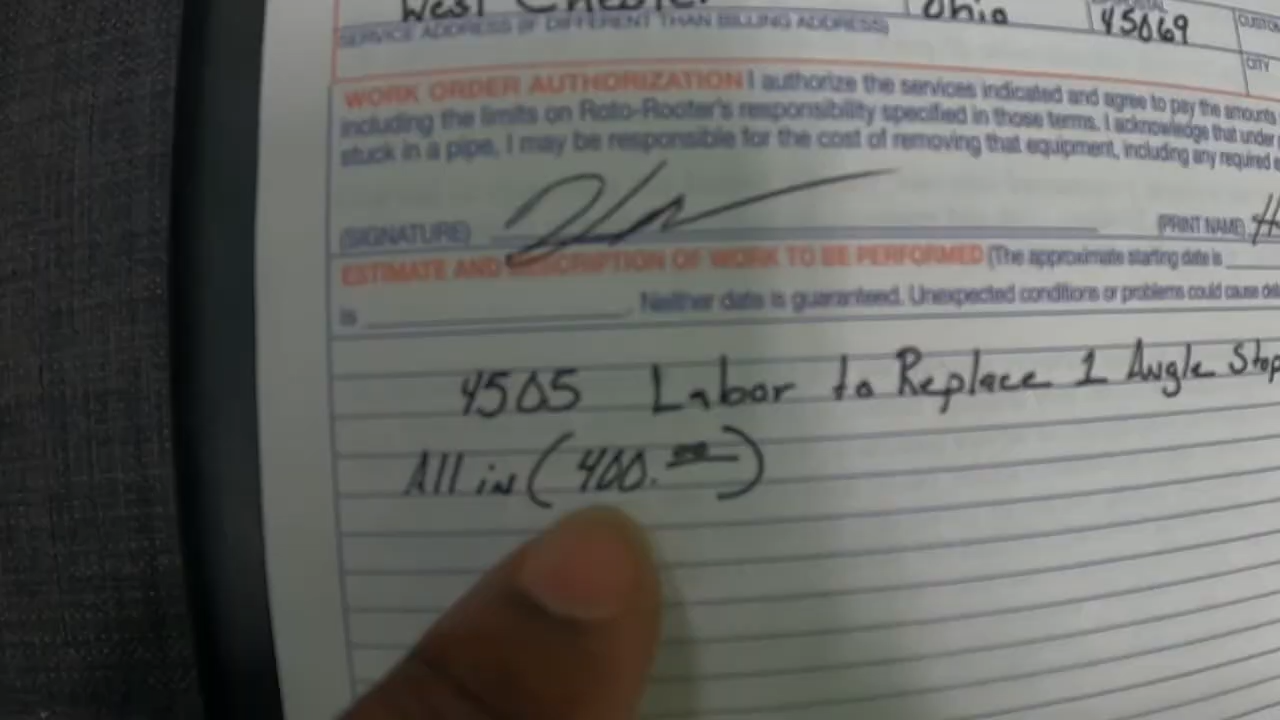 West Chester Ohio 45069
SERVICE ADDRESS (IF DIFFERENT THAN BILLING ADDRESS) CITY
WORK ORDER AUTHORIZATION I authorize the services indicated and agree to pay the amounts
including the limits on Roto-Rooter's responsibility specified in those terms. I acknowledge that under
stuck in a pipe, I may be responsible for the cost of removing that equipment, including any required
(SIGNATURE) (PRINT NAME)
ESTIMATE AND DESCRIPTION OF WORK TO BE PERFORMED (The approximate starting date is
is . Neither date is guaranteed. Unexpected conditions or problems could cause
4505 Labor to Replace 1 Angle Stop
All in (400.00)